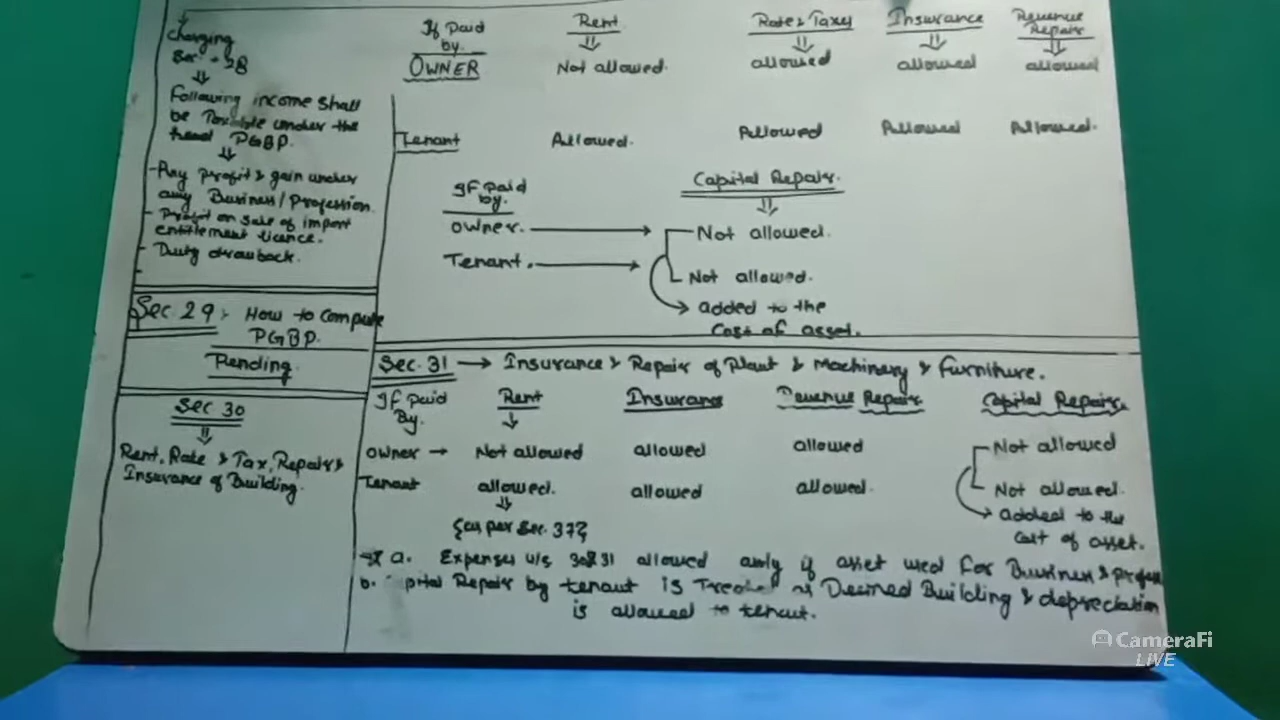 Charging
Sec - 28
Following income shall
be Taxable under the
head PGBP.
- Any profit & gain under
any Business / Profession.
- Profit on sale of import
entitlement licence.
- Duty drawback.
-
Sec 29 : How to Compute
PGBP.
Pending.
Sec 30
Rent, Rate & Tax, Repairs &
Insurance of Building.
If Paid by. Rent Rate & Taxes Insurance Revenue Repairs
OWNER Not allowed. allowed allowed allowed
Tenant Allowed. Allowed Allowed Allowed.
If Paid by. Capital Repairs.
Owner. Not allowed.
Tenant. Not allowed.
added to the
Cost of asset.
Sec. 31 → Insurance & Repair of Plant & Machinery & Furniture.
If Paid By. Rent Insurance Revenue Repairs Capital Repairs
Owner → Not allowed allowed allowed Not allowed
Tenant allowed. allowed allowed. Not allowed.
added to the
cost of asset.
{as per Sec. 37}
a. Expenses u/s 30&31 allowed only if asset used For Business &
b. pital Repair by tenant is Treated as Deemed Building & depreciation
is allowed to tenant.
CameraFi
LIVE